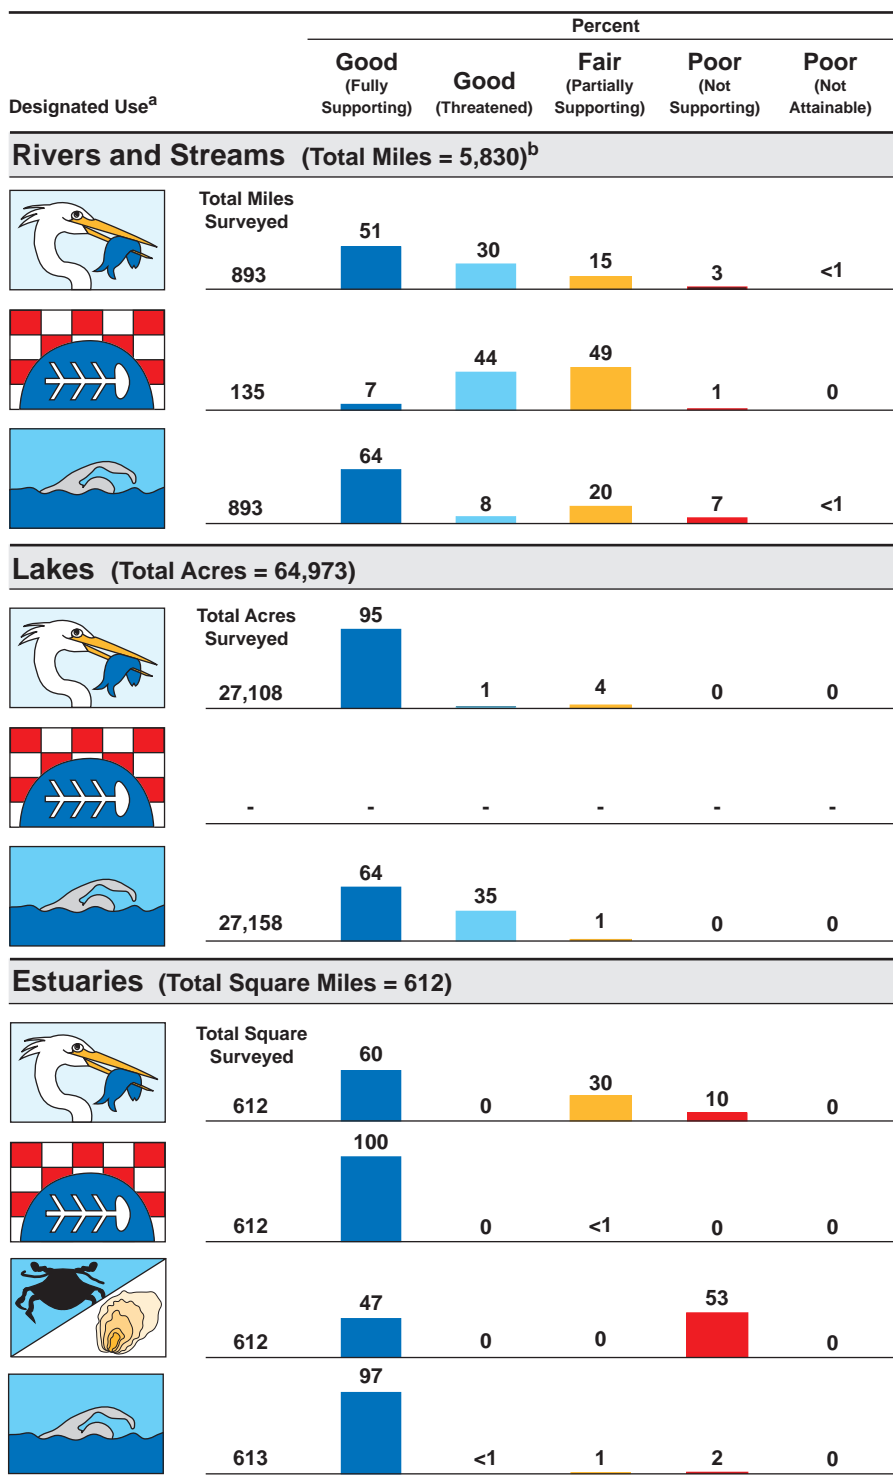 Percent
Good Good Fair Poor Poor
(Fully (Threatened) (Partially (Not (Not
Designated Useª Supporting) Supporting) Supporting) Attainable)
Rivers and Streams (Total Miles = 5,830)ᵇ
Total Miles
Surveyed
893 51 30 15 3 <1
135 7 44 49 1 0
893 64 8 20 7 <1
Lakes (Total Acres = 64,973)
Total Acres
Surveyed
27,108 95 1 4 0 0
- - - - - -
27,158 64 35 1 0 0
Estuaries (Total Square Miles = 612)
Total Square
Surveyed
612 60 0 30 10 0
612 100 0 <1 0 0
612 47 0 0 53 0
613 97 <1 1 2 0